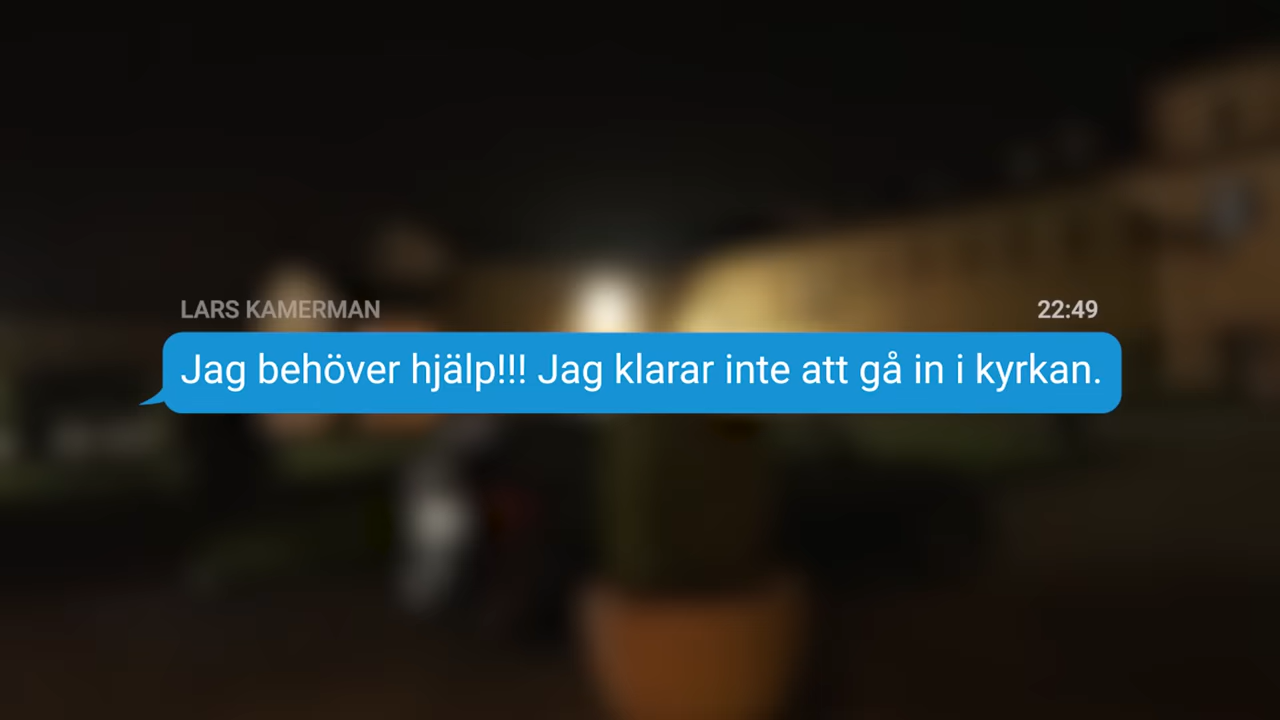 LARS KAMERMAN 22:49
Jag behöver hjälp!!! Jag klarar inte att gå in i kyrkan.